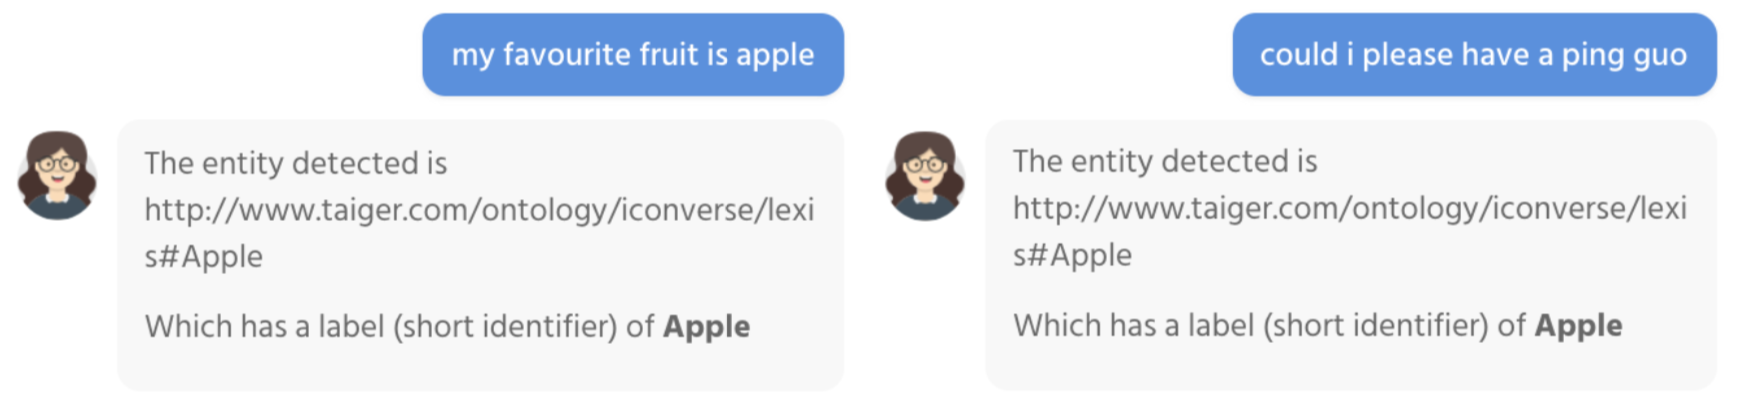 my favourite fruit is apple
The entity detected is
http://www.taiger.com/ontology/iconverse/lexi
s#Apple
Which has a label (short identifier) of Apple
could i please have a ping guo
The entity detected is
http://www.taiger.com/ontology/iconverse/lexi
s#Apple
Which has a label (short identifier) of Apple